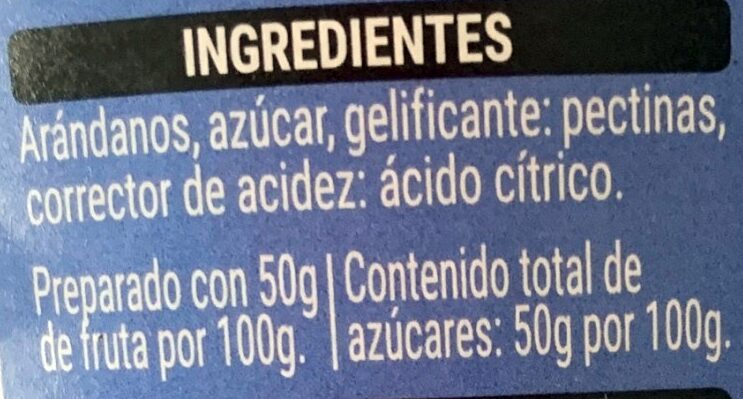 INGREDIENTES
Arándanos, azúcar, gelificante: pectinas,
corrector de acidez: ácido cítrico.
Preparado con 50g
de fruta por 100g.
Contenido total de
azúcares: 50g por 100g.